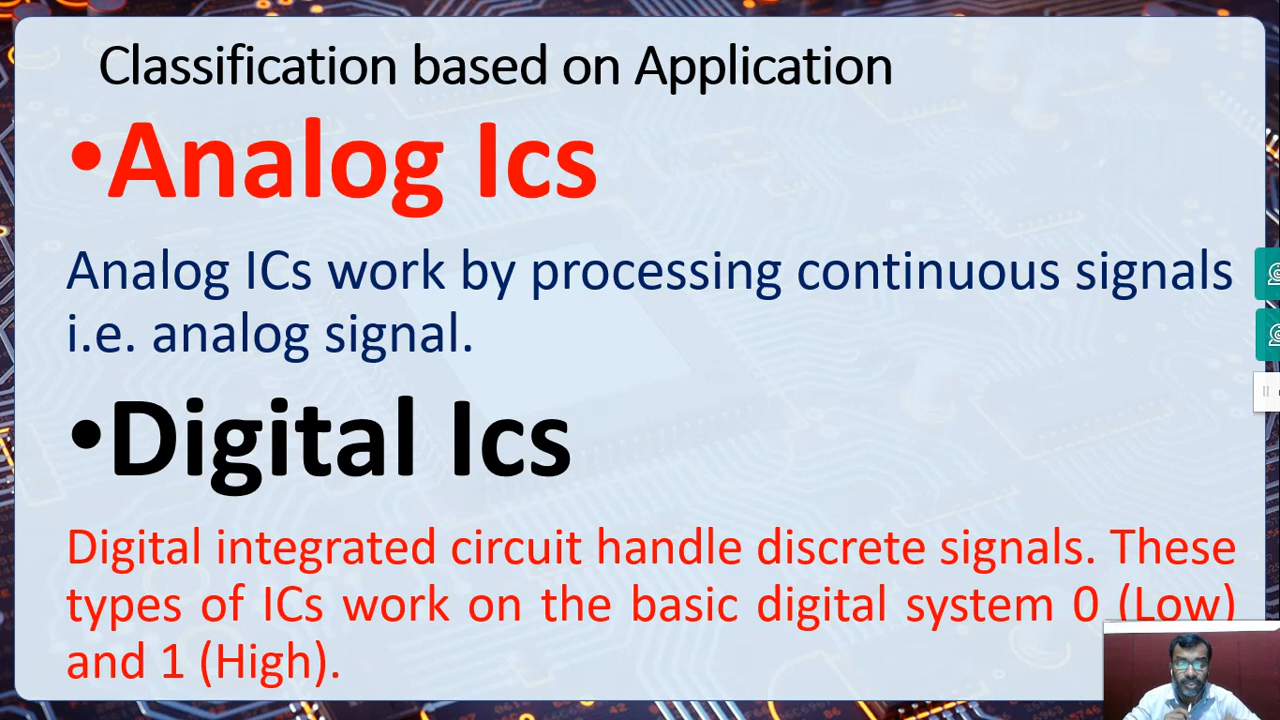 Classification based on Application
•Analog Ics
Analog ICs work by processing continuous signals
i.e. analog signal.
•Digital Ics
Digital integrated circuit handle discrete signals. These
types of ICs work on the basic digital system 0 (Low)
and 1 (High).